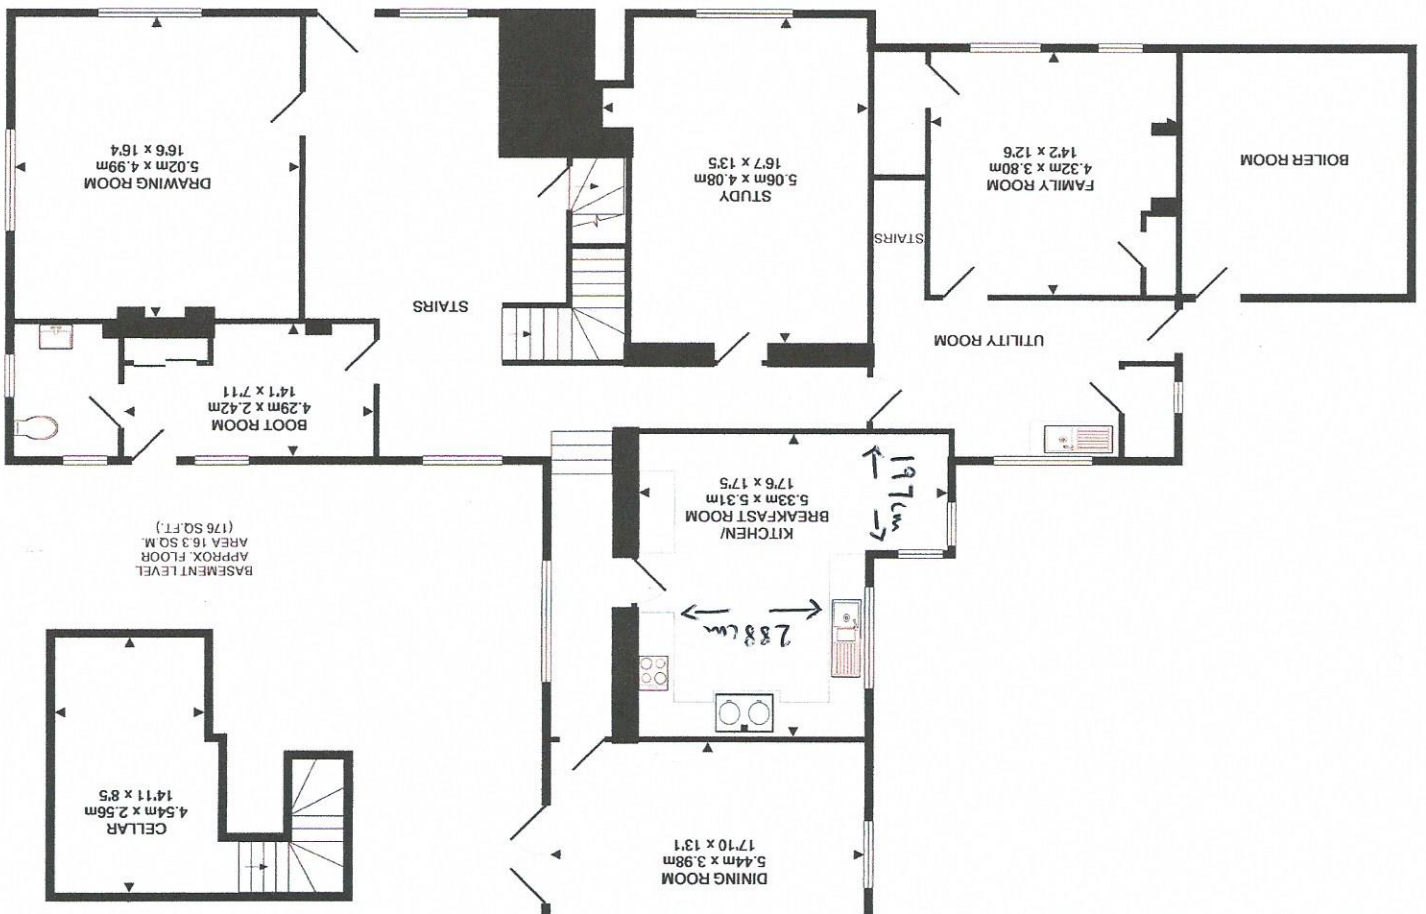 DINING ROOM
5.44m x 3.98m
17'10 x 13'1
CELLAR
4.54m x 2.56m
14'11 x 8'5
288cm
BASEMENT LEVEL
APPROX. FLOOR
AREA 16.3 SQ.M.
(176 SQ.FT.)
197cm
KITCHEN/
BREAKFAST ROOM
5.33m x 5.31m
17'6 x 17'5
BOOT ROOM
4.29m x 2.42m
14'1 x 7'11
UTILITY ROOM
STAIRS
STAIRS
FAMILY ROOM
4.32m x 3.80m
14'2 x 12'6
STUDY
5.06m x 4.08m
16'7 x 13'5
DRAWING ROOM
5.02m x 4.99m
16'6 x 16'4
BOILER ROOM